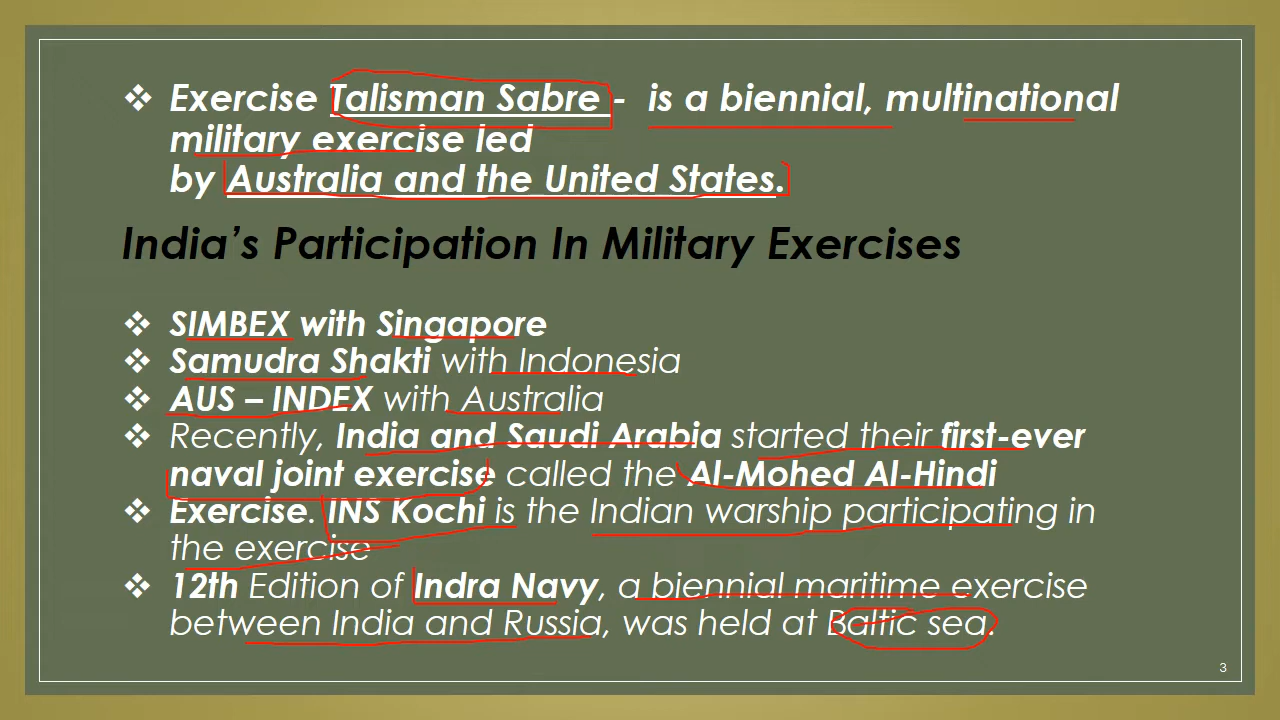 ❖ Exercise Talisman Sabre - is a biennial, multinational
military exercise led
by Australia and the United States.
India's Participation In Military Exercises
❖ SIMBEX with Singapore
❖ Samudra Shakti with Indonesia
❖ AUS – INDEX with Australia
❖ Recently, India and Saudi Arabia started their first-ever
naval joint exercise called the Al-Mohed Al-Hindi
❖ Exercise. INS Kochi is the Indian warship participating in
the exercise
❖ 12th Edition of Indra Navy, a biennial maritime exercise
between India and Russia, was held at Baltic sea.
3